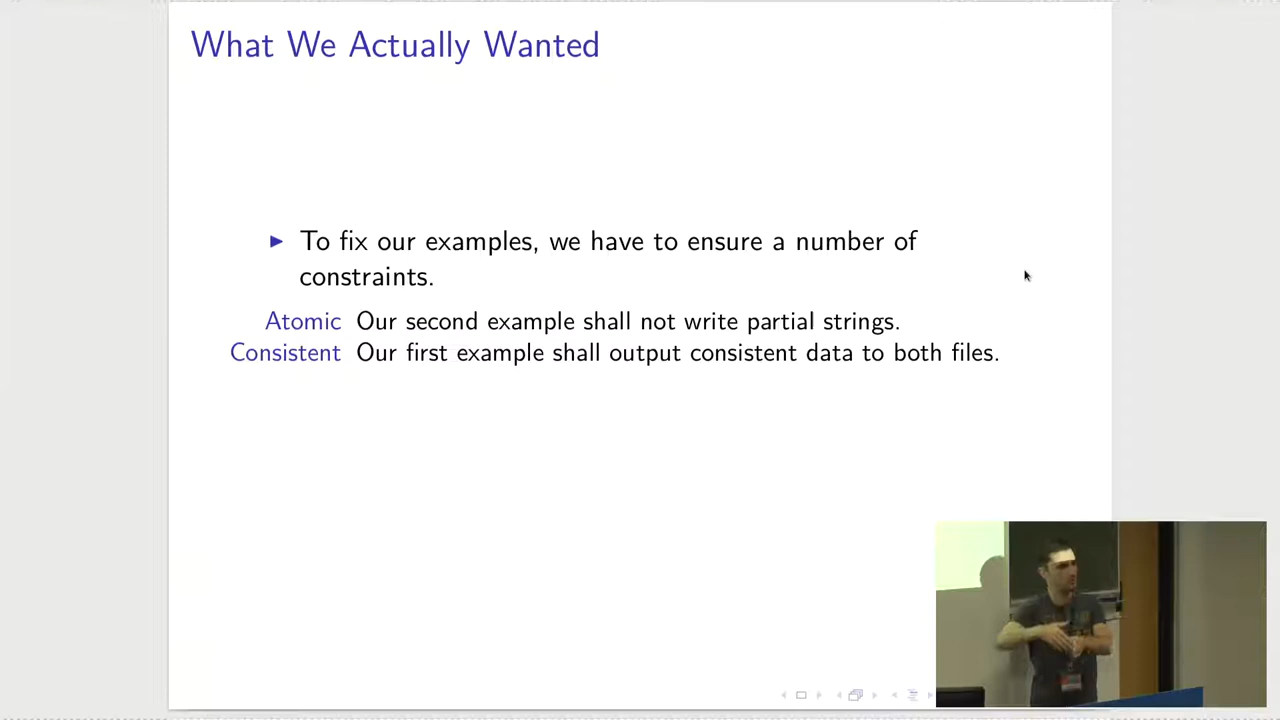 What We Actually Wanted
To fix our examples, we have to ensure a number of
constraints.
Atomic Our second example shall not write partial strings.
Consistent Our first example shall output consistent data to both files.